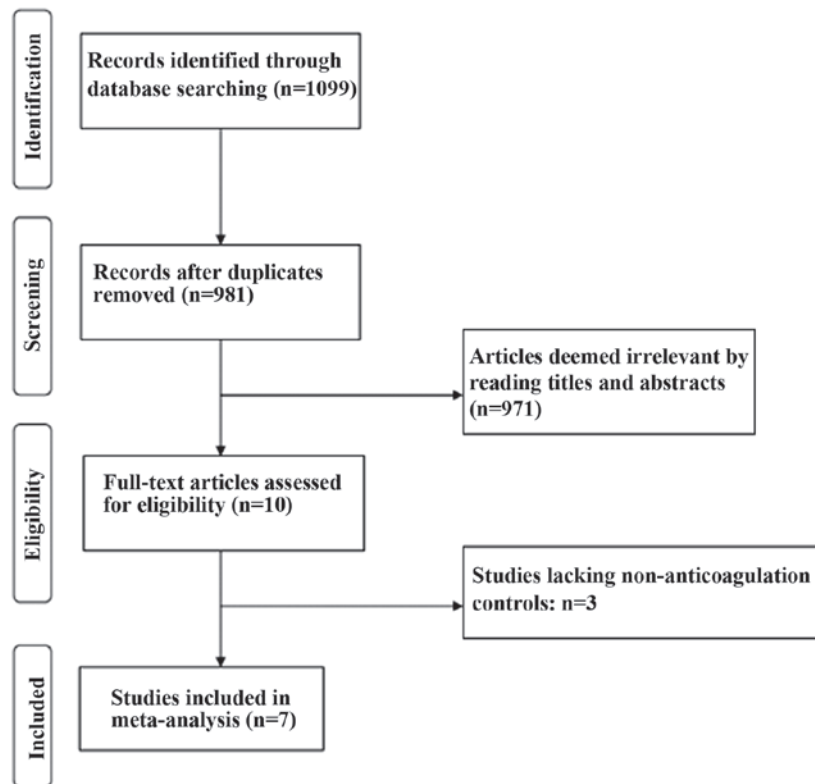 Identification
Records identified through
database searching (n=1099)
Screening
Records after duplicates
removed (n=981)
Articles deemed irrelevant by
reading titles and abstracts
(n=971)
Eligibility
Full-text articles assessed
for eligibility (n=10)
Studies lacking non-anticoagulation
controls: n=3
Included
Studies included in
meta-analysis (n=7)